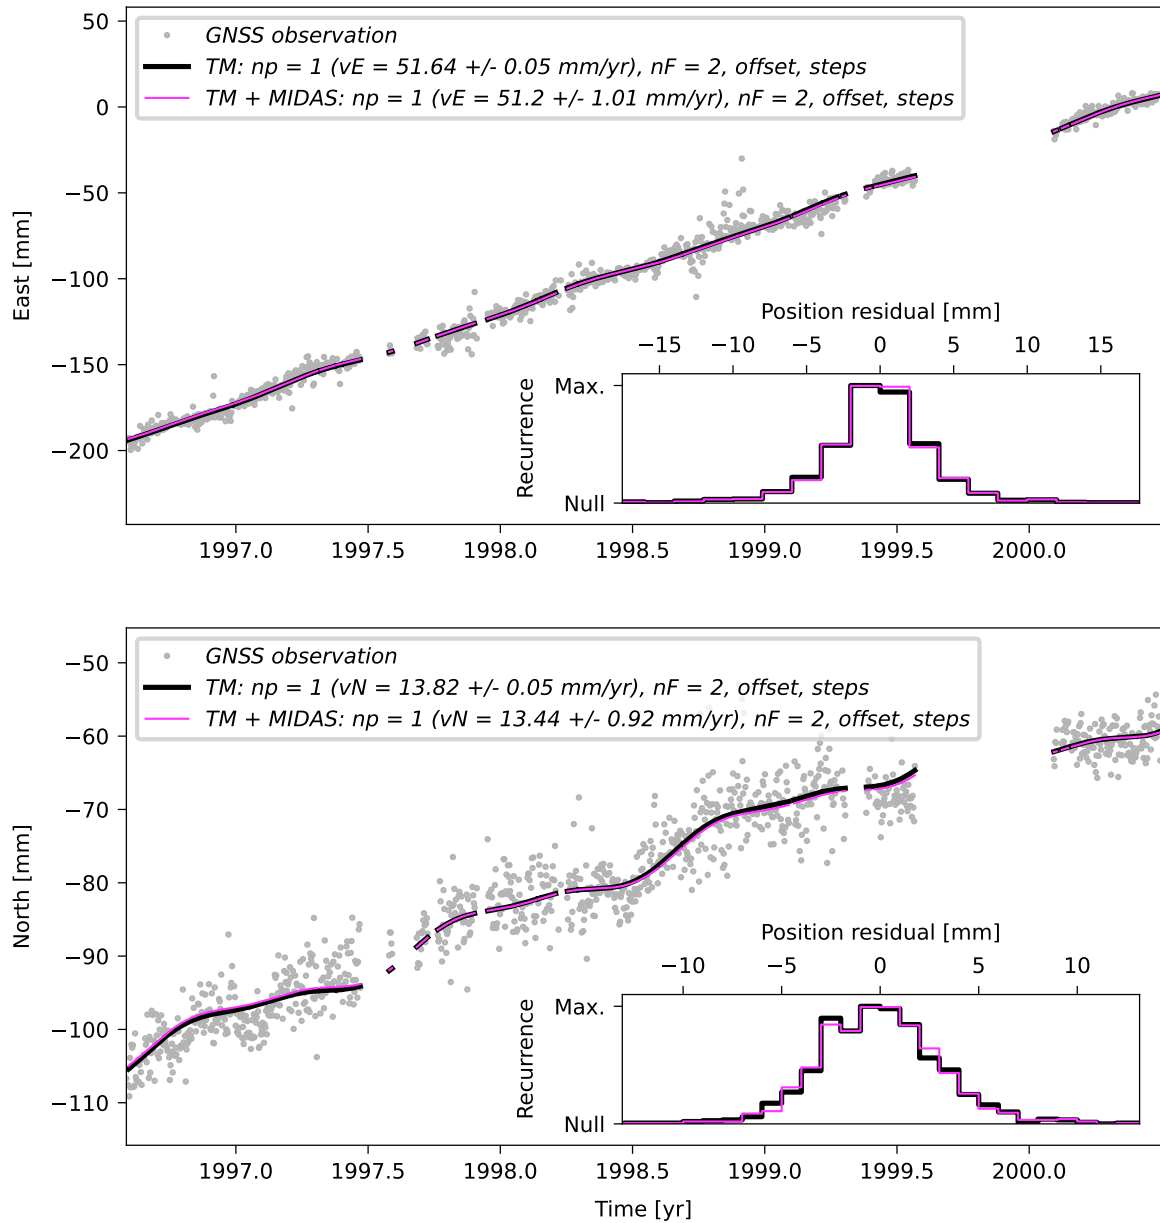 50
0
−50
−100
−150
−200
East [mm]
GNSS observation
TM: np = 1 (vE = 51.64 +/- 0.05 mm/yr), nF = 2, offset, steps
TM + MIDAS: np = 1 (vE = 51.2 +/- 1.01 mm/yr), nF = 2, offset, steps
Position residual [mm]
−15 −10 −5 0 5 10 15
Max.
Null
Recurrence
1997.0 1997.5 1998.0 1998.5 1999.0 1999.5 2000.0
−50
−60
−70
−80
−90
−100
−110
North [mm]
GNSS observation
TM: np = 1 (vN = 13.82 +/- 0.05 mm/yr), nF = 2, offset, steps
TM + MIDAS: np = 1 (vN = 13.44 +/- 0.92 mm/yr), nF = 2, offset, steps
Position residual [mm]
−10 −5 0 5 10
Max.
Null
Recurrence
1997.0 1997.5 1998.0 1998.5 1999.0 1999.5 2000.0
Time [yr]